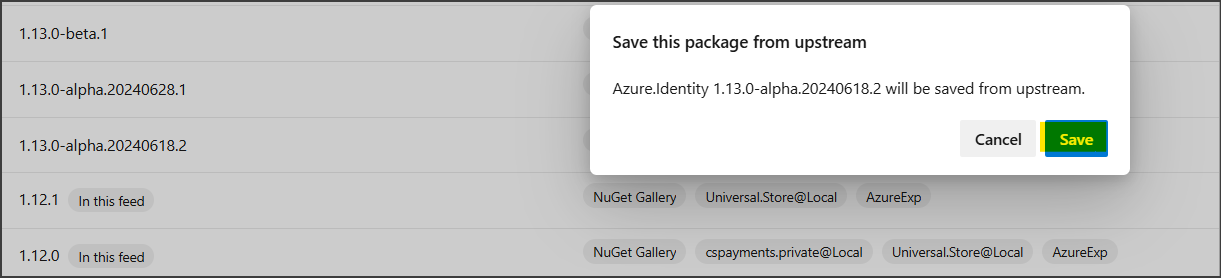 1.13.0-beta.1
Save this package from upstream
1.13.0-alpha.20240628.1
Azure.Identity 1.13.0-alpha.20240618.2 will be saved from upstream.
1.13.0-alpha.20240618.2
Cancel Save
1.12.1 In this feed NuGet Gallery Universal.Store@Local AzureExp
1.12.0 In this feed NuGet Gallery cspayments.private@Local Universal.Store@Local AzureExp